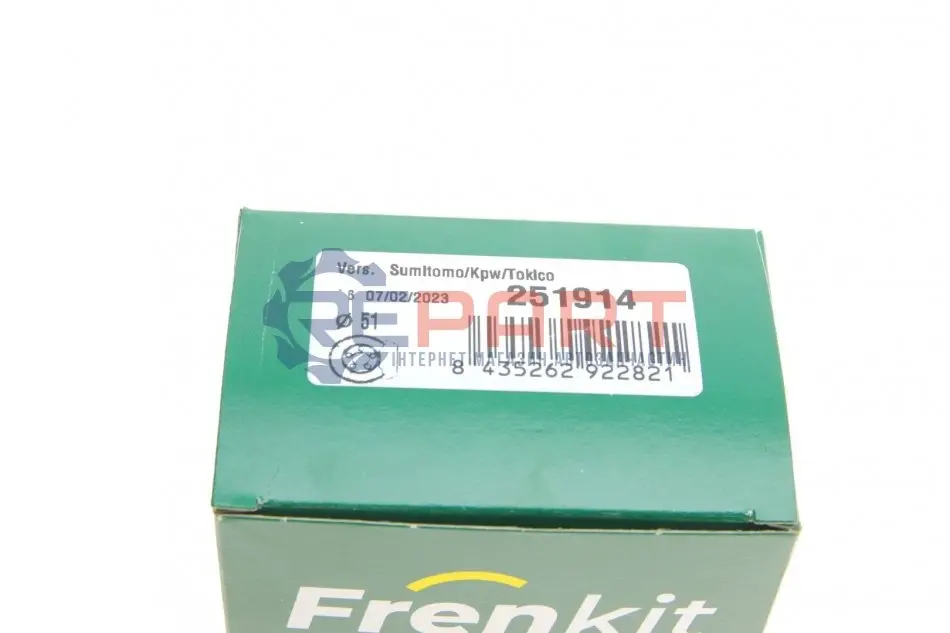 Vers. Sumitomo/Kpw/Tokico
07/02/2023 251914
Ø 51
REPART
ІНТЕРНЕТ МАГАЗИН АВТОЗАПЧАСТИН
8 435262 922821
Frenkit